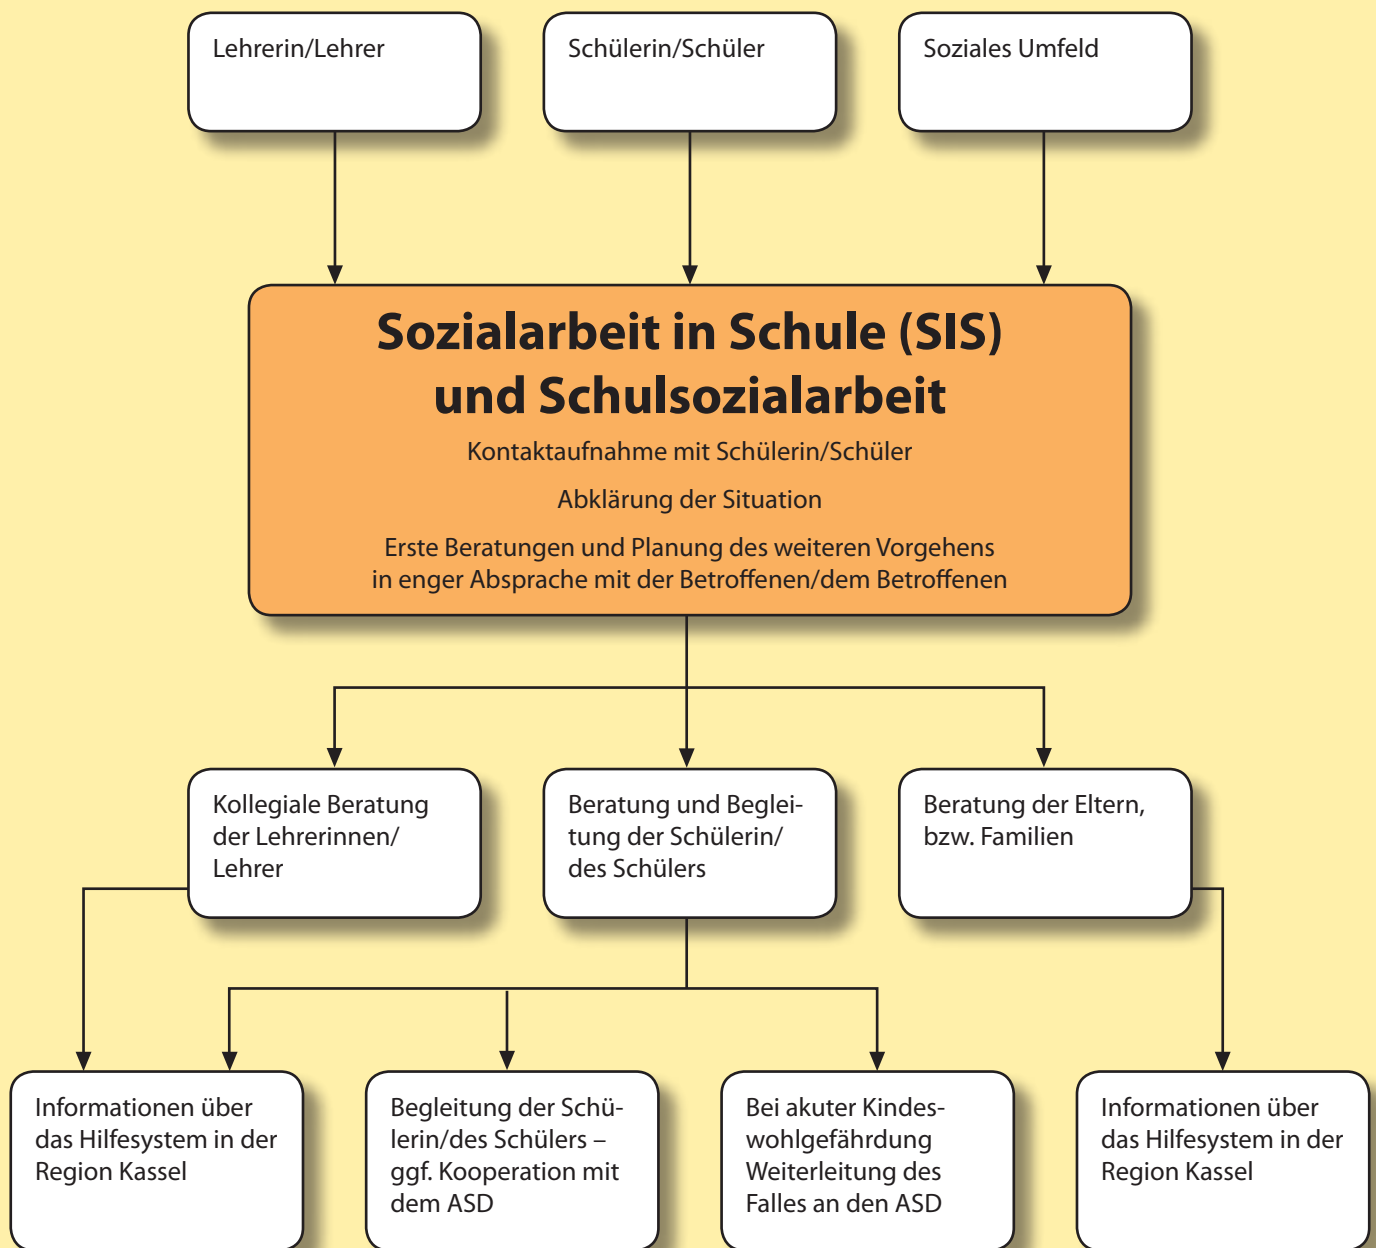 Lehrerin/Lehrer
Schülerin/Schüler
Soziales Umfeld
Sozialarbeit in Schule (SIS)
und Schulsozialarbeit
Kontaktaufnahme mit Schülerin/Schüler
Abklärung der Situation
Erste Beratungen und Planung des weiteren Vorgehens
in enger Absprache mit der Betroffenen/dem Betroffenen
Kollegiale Beratung
der Lehrerinnen/
Lehrer
Beratung und Beglei-
tung der Schülerin/
des Schülers
Beratung der Eltern,
bzw. Familien
Informationen über
das Hilfesystem in der
Region Kassel
Begleitung der Schü-
lerin/des Schülers –
ggf. Kooperation mit
dem ASD
Bei akuter Kindes-
wohlgefährdung
Weiterleitung des
Falles an den ASD
Informationen über
das Hilfesystem in der
Region Kassel